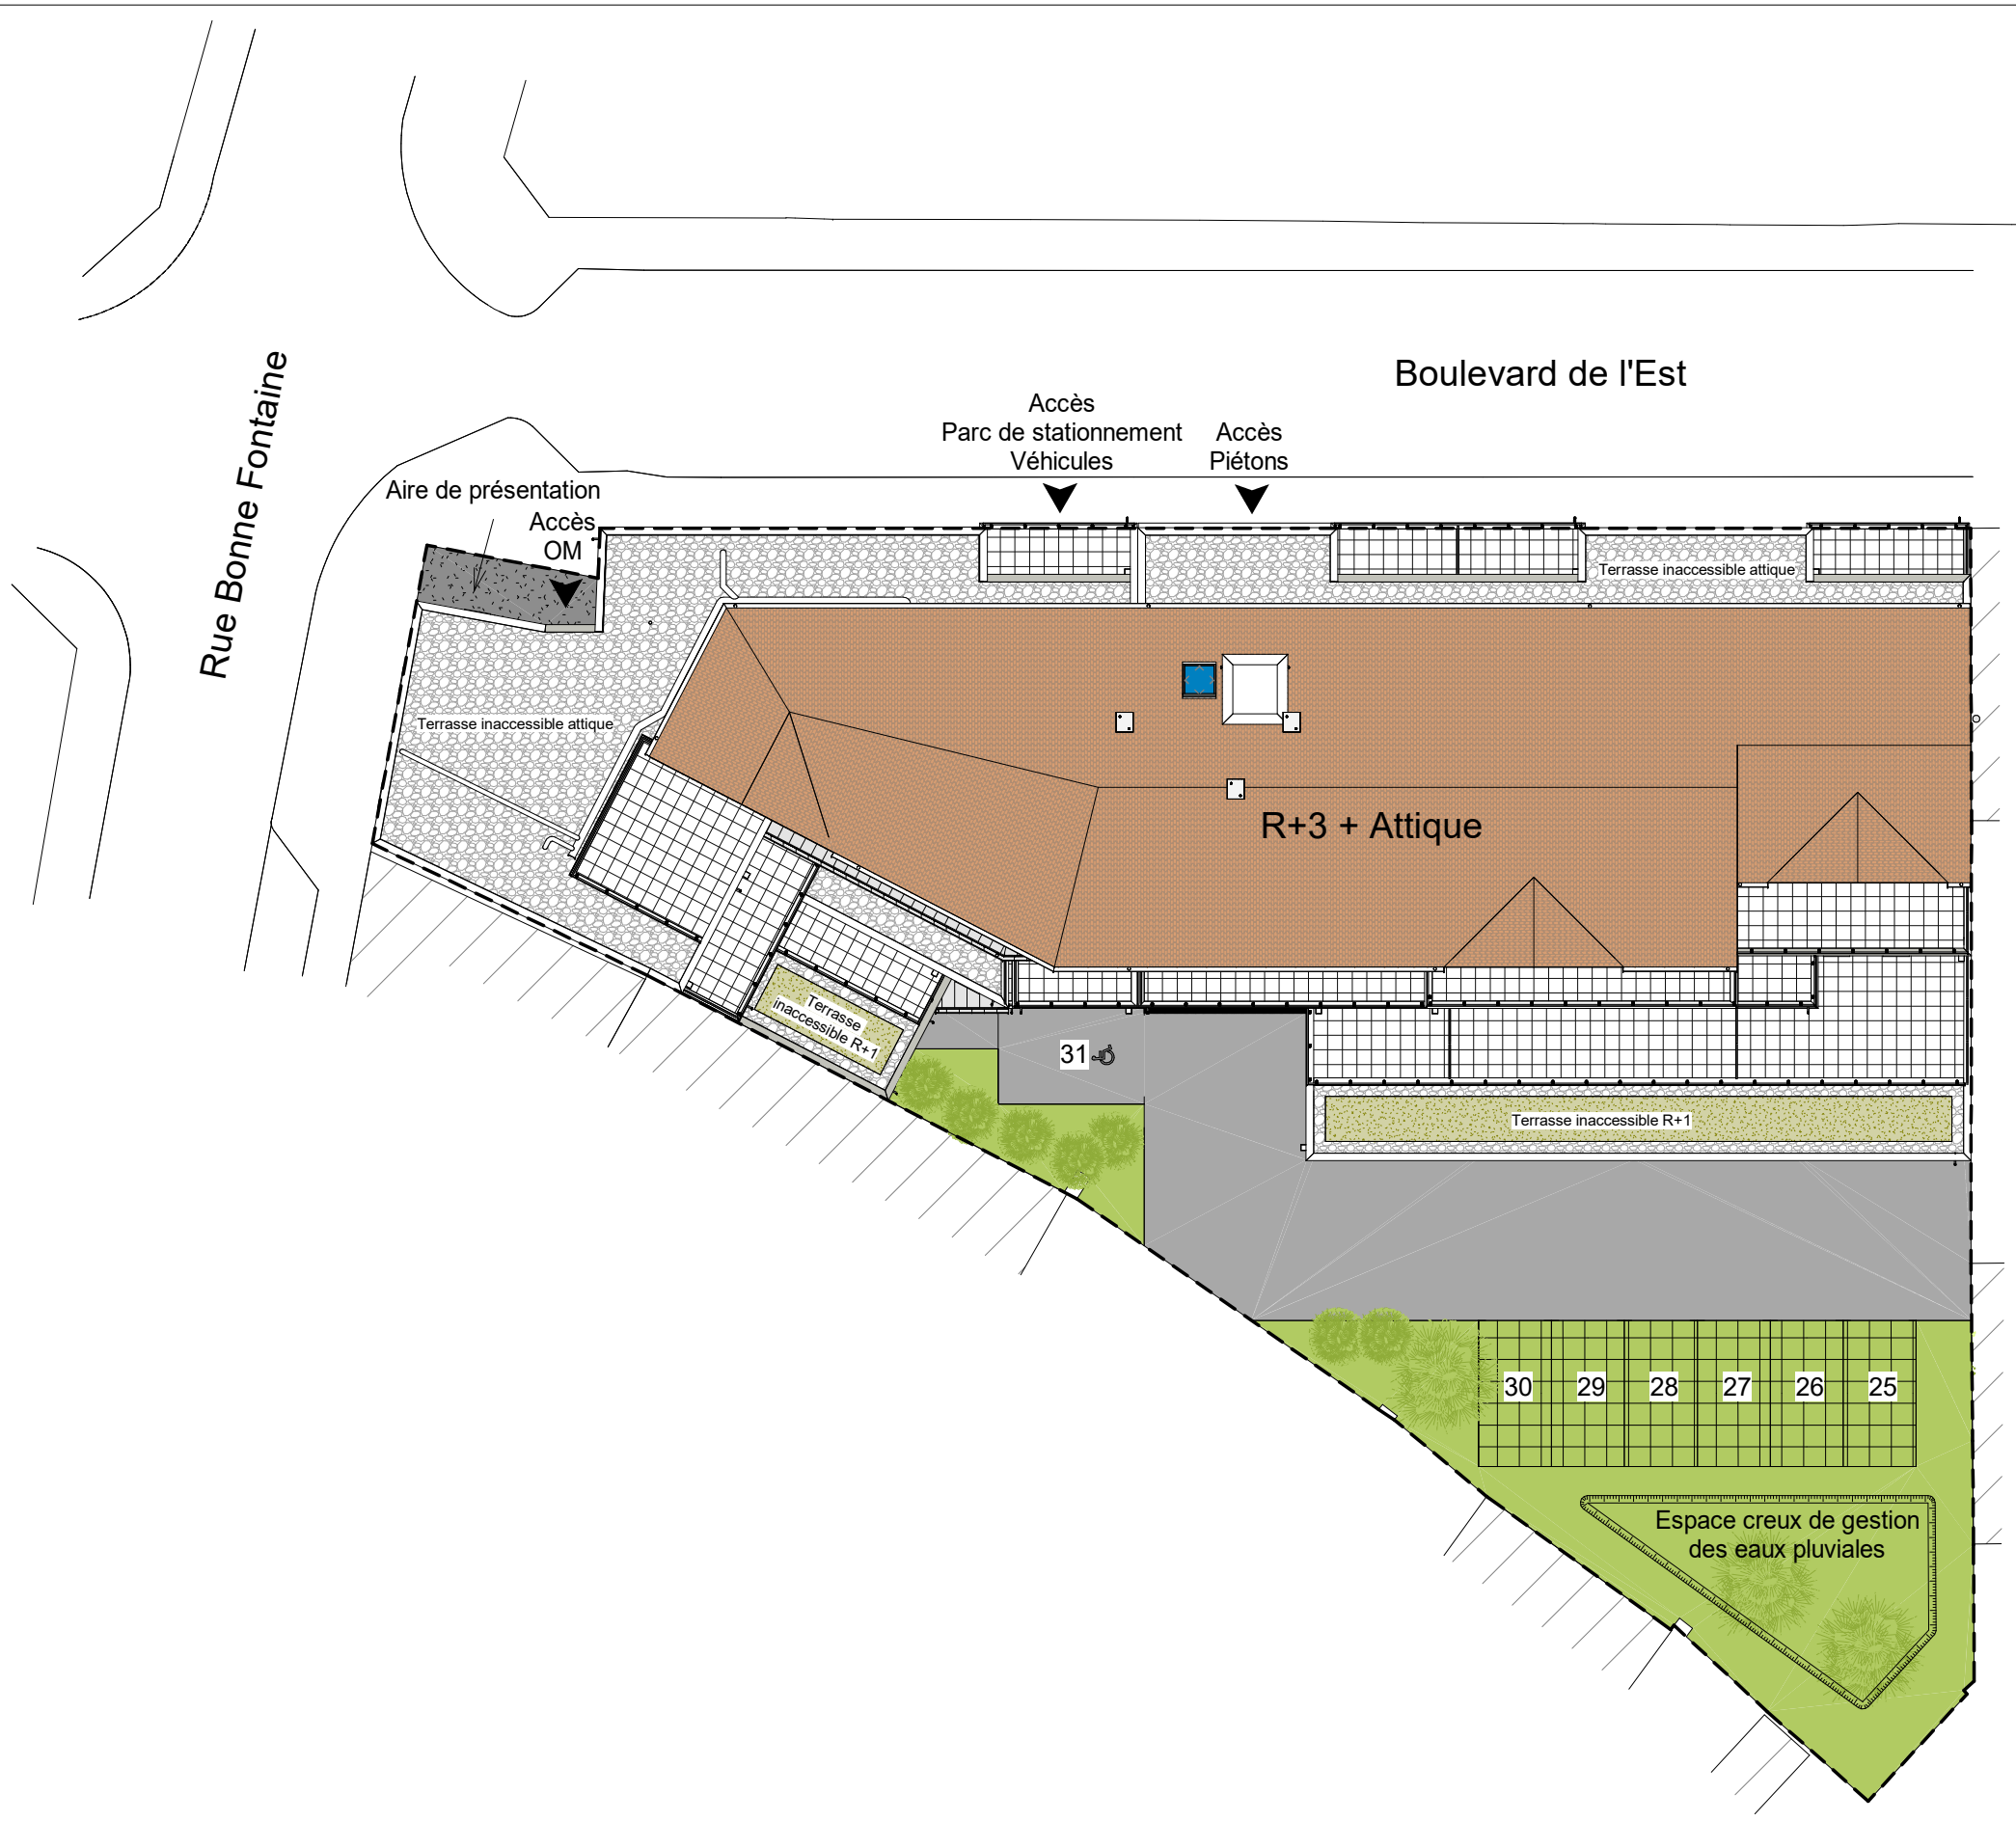 Rue Bonne Fontaine
Boulevard de l'Est
Accès
Parc de stationnement
Véhicules
Accès
Piétons
Aire de présentation
Accès
OM
Terrasse inaccessible attique
Terrasse inaccessible attique
R+3 + Attique
Terrasse
inaccessible R+1
31
Terrasse inaccessible R+1
30
29
28
27
26
25
Espace creux de gestion
des eaux pluviales